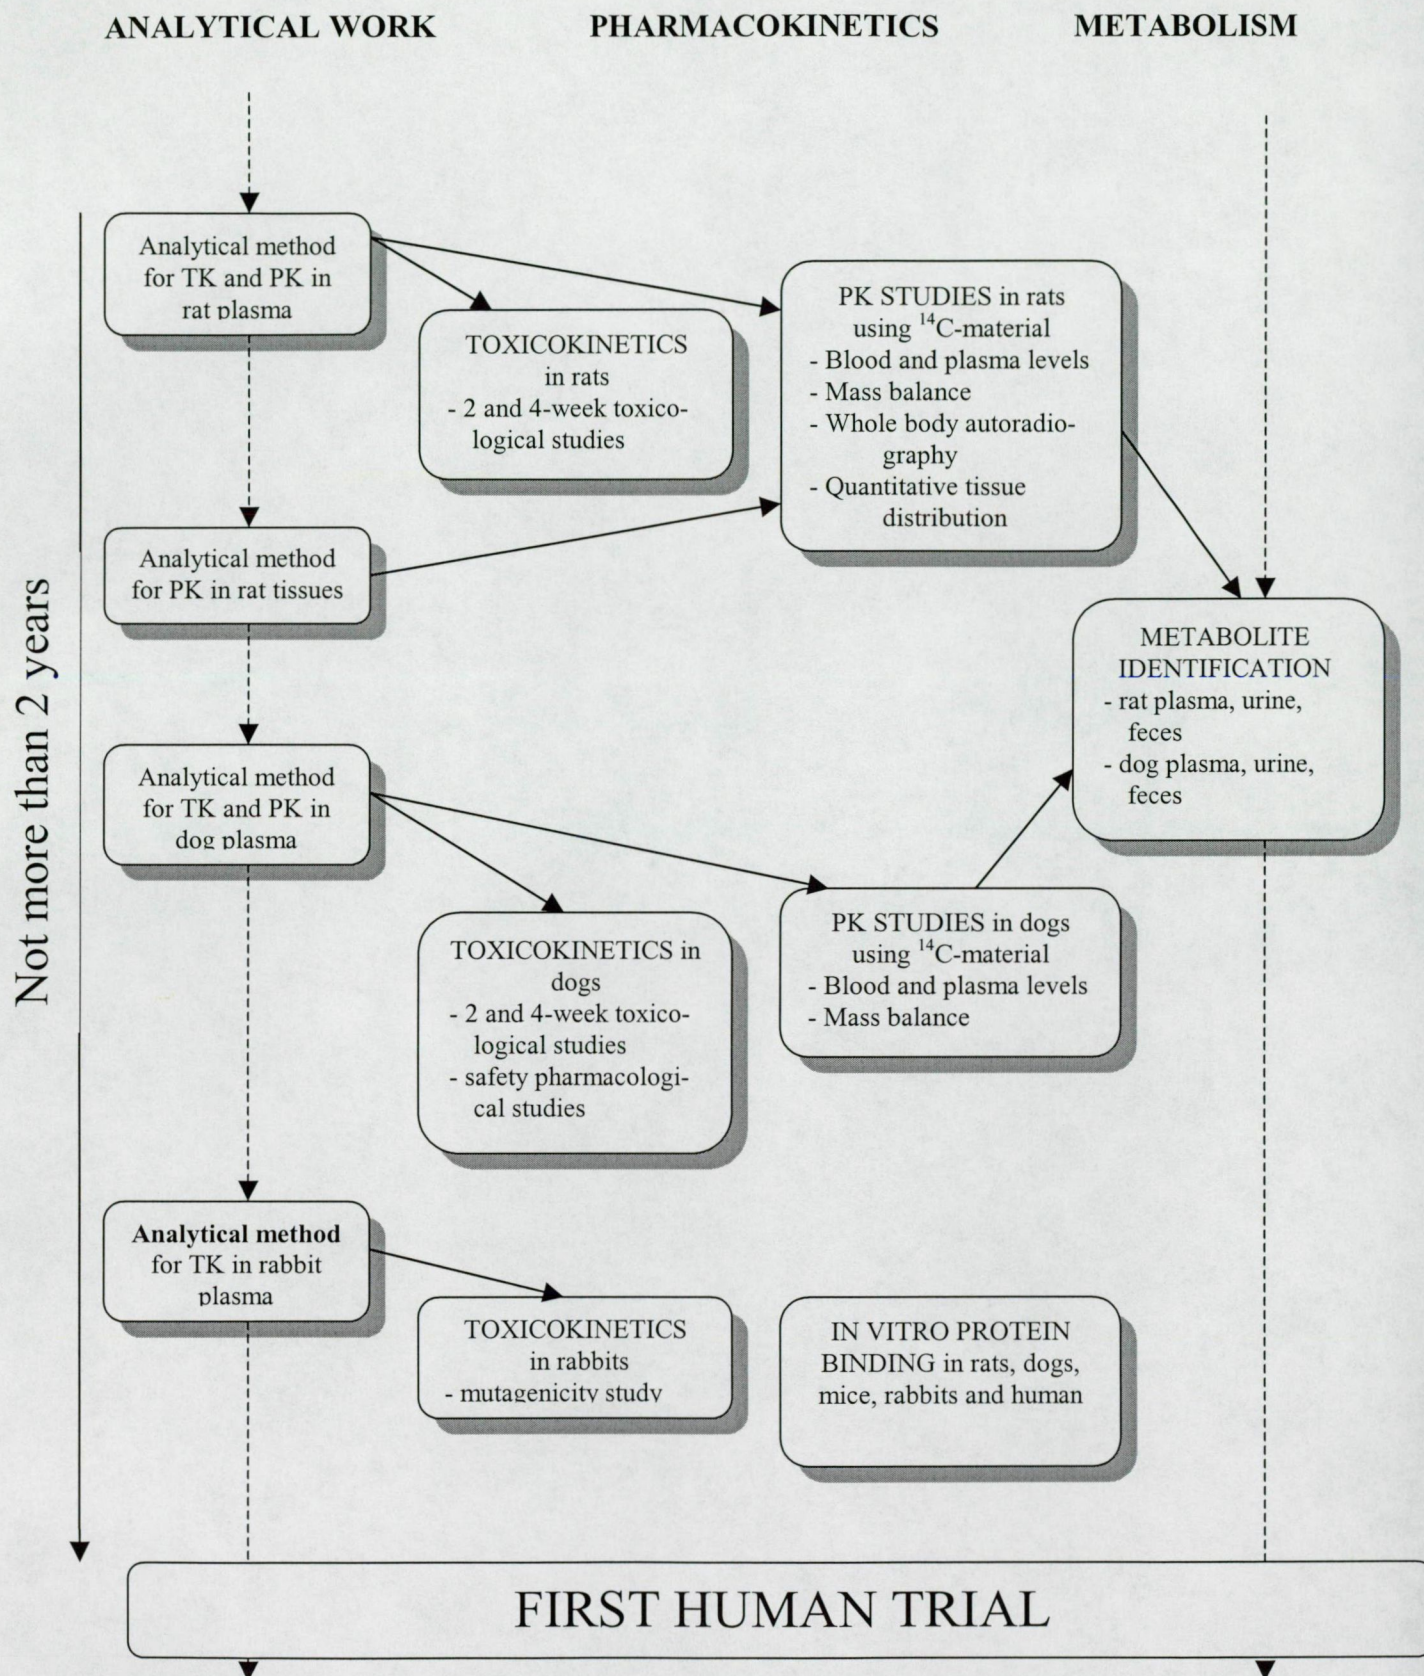 ANALYTICAL WORK
PHARMACOKINETICS
METABOLISM
Not more than 2 years
Analytical method
for TK and PK in
rat plasma
TOXICOKINETICS
in rats
- 2 and 4-week toxico-
logical studies
PK STUDIES in rats
using 14C-material
- Blood and plasma levels
- Mass balance
- Whole body autoradio-
graphy
- Quantitative tissue
distribution
Analytical method
for PK in rat tissues
METABOLITE
IDENTIFICATION
- rat plasma, urine,
feces
- dog plasma, urine,
feces
Analytical method
for TK and PK in
dog plasma
TOXICOKINETICS in
dogs
- 2 and 4-week toxico-
logical studies
- safety pharmacologi-
cal studies
PK STUDIES in dogs
using 14C-material
- Blood and plasma levels
- Mass balance
Analytical method
for TK in rabbit
plasma
TOXICOKINETICS
in rabbits
- mutagenicity study
IN VITRO PROTEIN
BINDING in rats, dogs,
mice, rabbits and human
FIRST HUMAN TRIAL